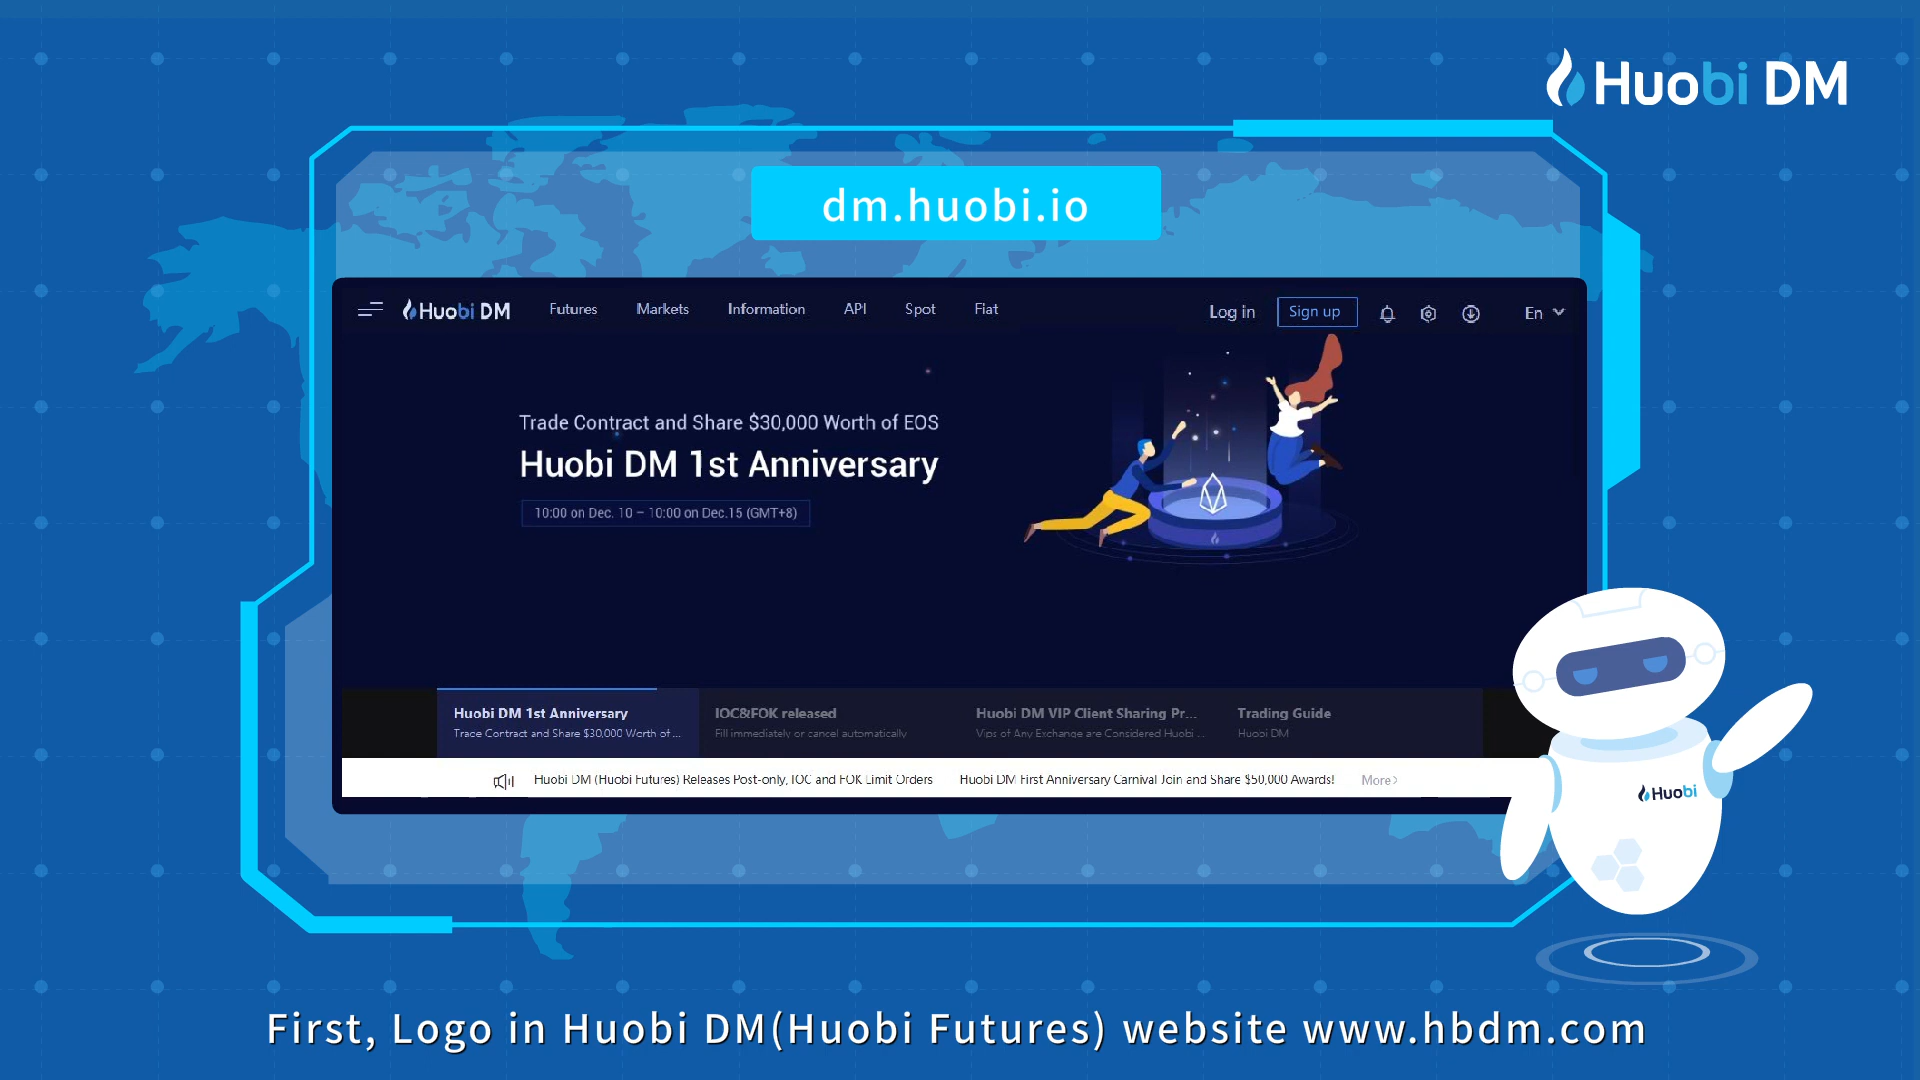 Huobi DM
dm.huobi.io
Huobi DM Futures Markets Information API Spot Fiat Log in Sign up En
Trade Contract and Share $30,000 Worth of EOS
Huobi DM 1st Anniversary
10:00 on Dec. 10 – 10:00 on Dec.15 (GMT+8)
Huobi DM 1st Anniversary IOC&FOK released Huobi DM VIP Client Sharing Pr... Trading Guide
Trade Contract and Share $30,000 Worth of ... Fill immediately or cancel automatically Vips of Any Exchange are Considered Huobi ... Huobi DM
Huobi DM (Huobi Futures) Releases Post-only, IOC and FOK Limit Orders Huobi DM First Anniversary Carnival Join and Share $50,000 Awards! More>
Huobi
First, Logo in Huobi DM(Huobi Futures) website www.hbdm.com